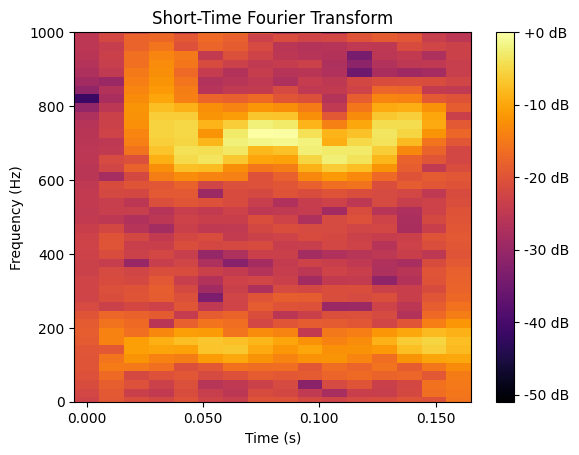 Short-Time Fourier Transform
1000
800
600
400
200
0
Frequency (Hz)
0.000
0.050
0.100
0.150
Time (s)
+0 dB
-10 dB
-20 dB
-30 dB
-40 dB
-50 dB